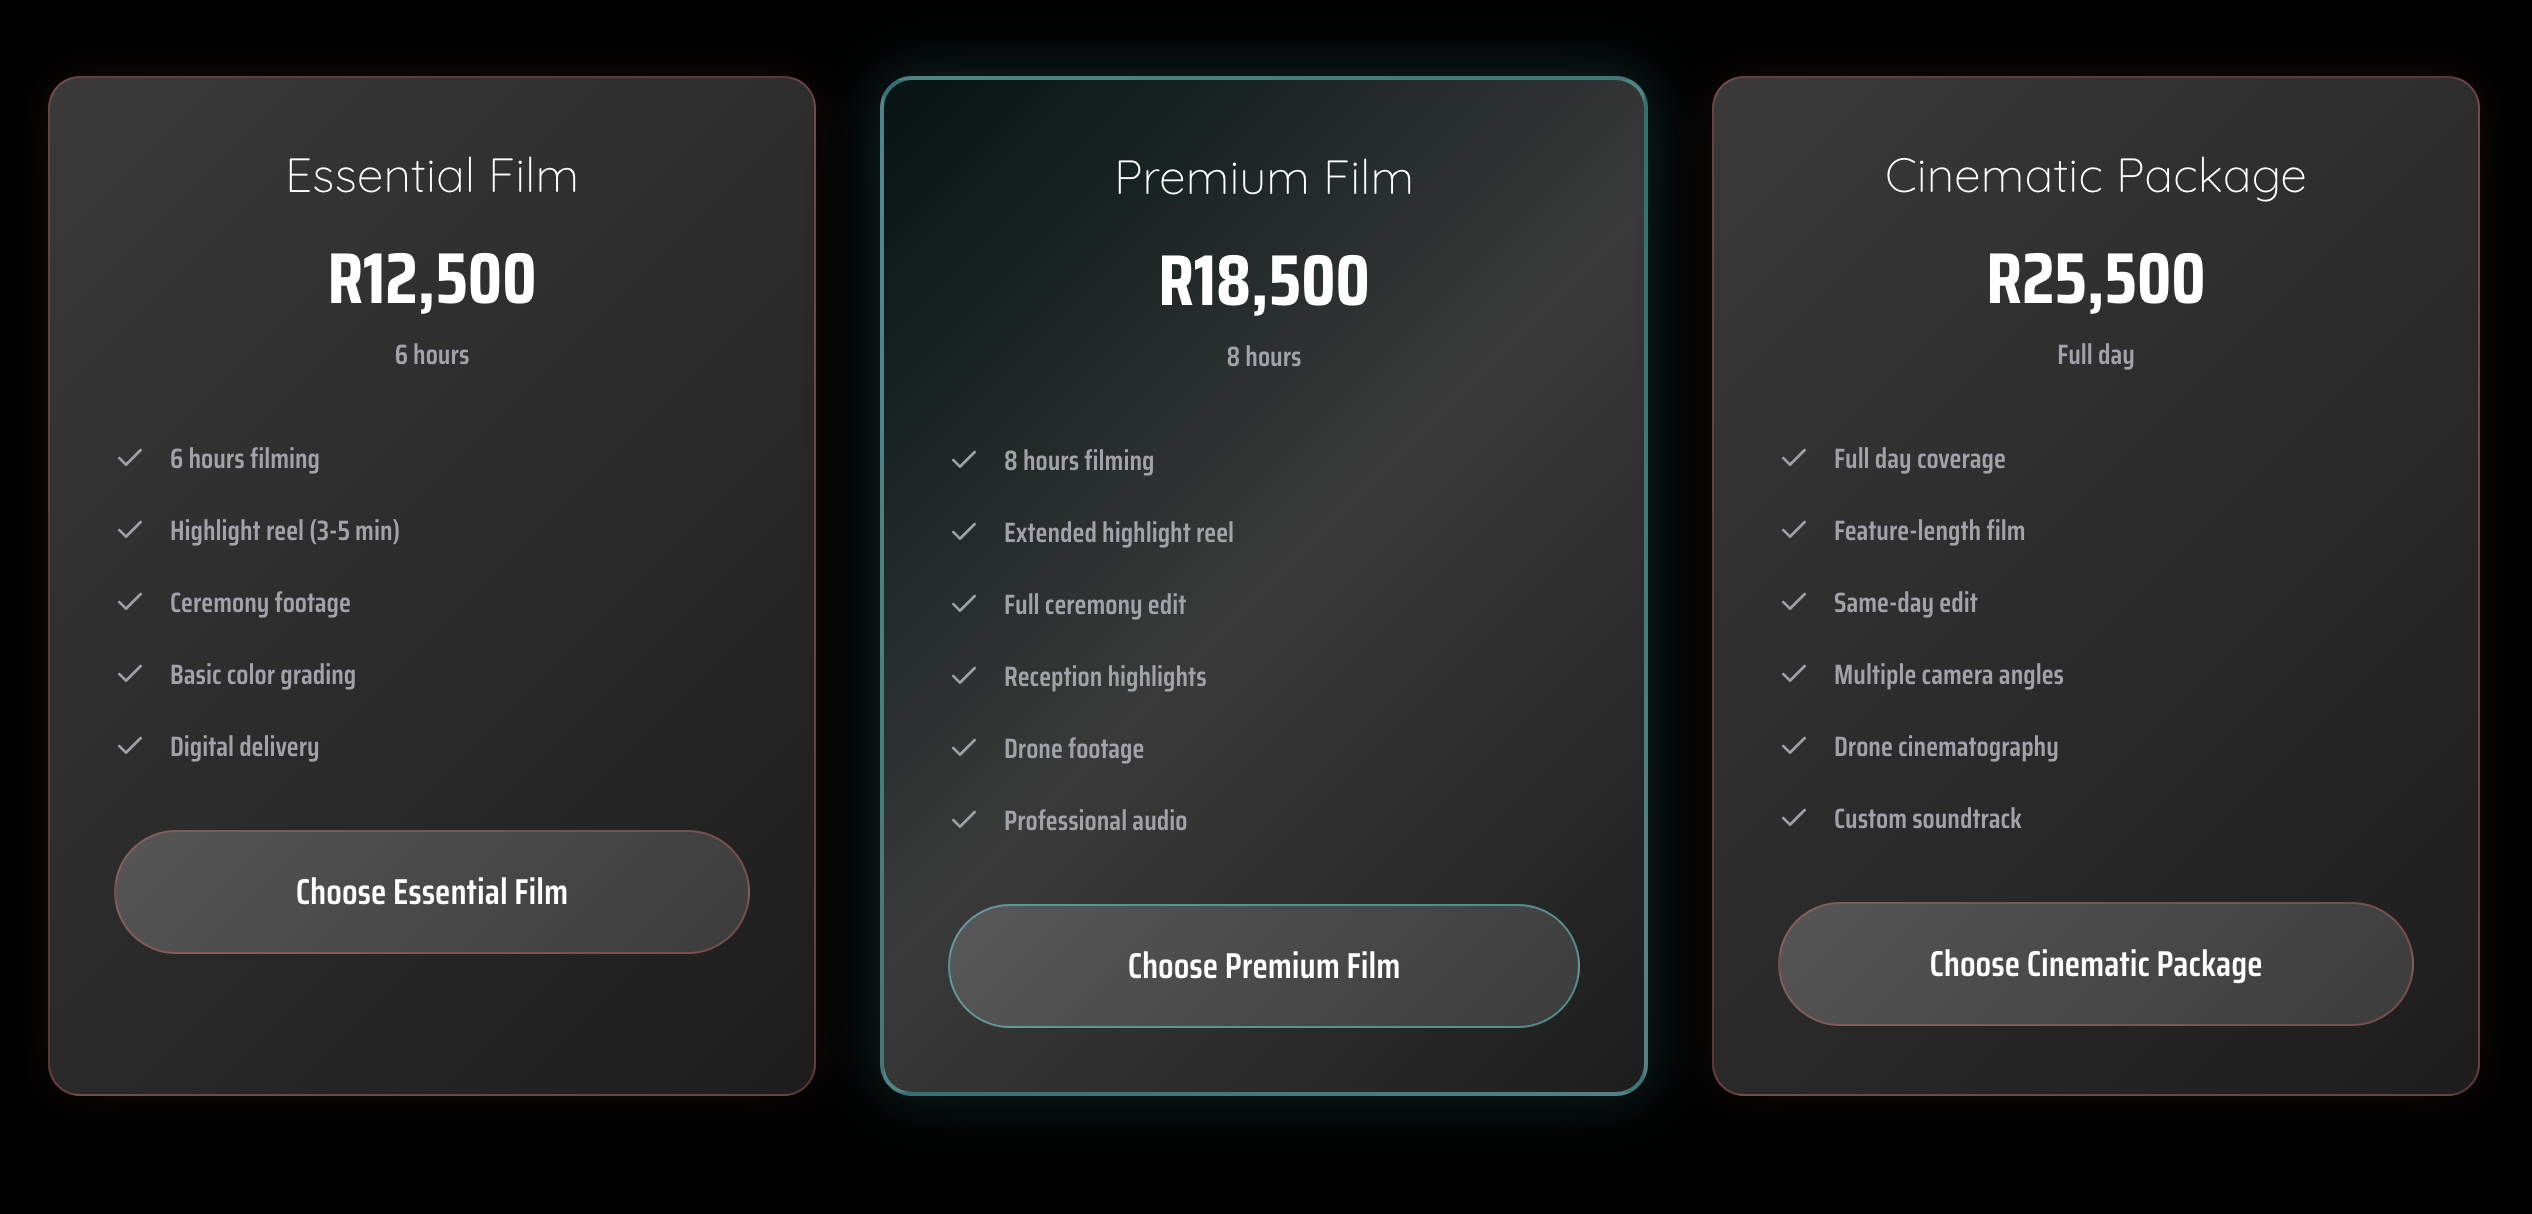 Essential Film
R12,500
6 hours
6 hours filming
Highlight reel (3-5 min)
Ceremony footage
Basic color grading
Digital delivery
Choose Essential Film
Premium Film
R18,500
8 hours
8 hours filming
Extended highlight reel
Full ceremony edit
Reception highlights
Drone footage
Professional audio
Choose Premium Film
Cinematic Package
R25,500
Full day
Full day coverage
Feature-length film
Same-day edit
Multiple camera angles
Drone cinematography
Custom soundtrack
Choose Cinematic Package